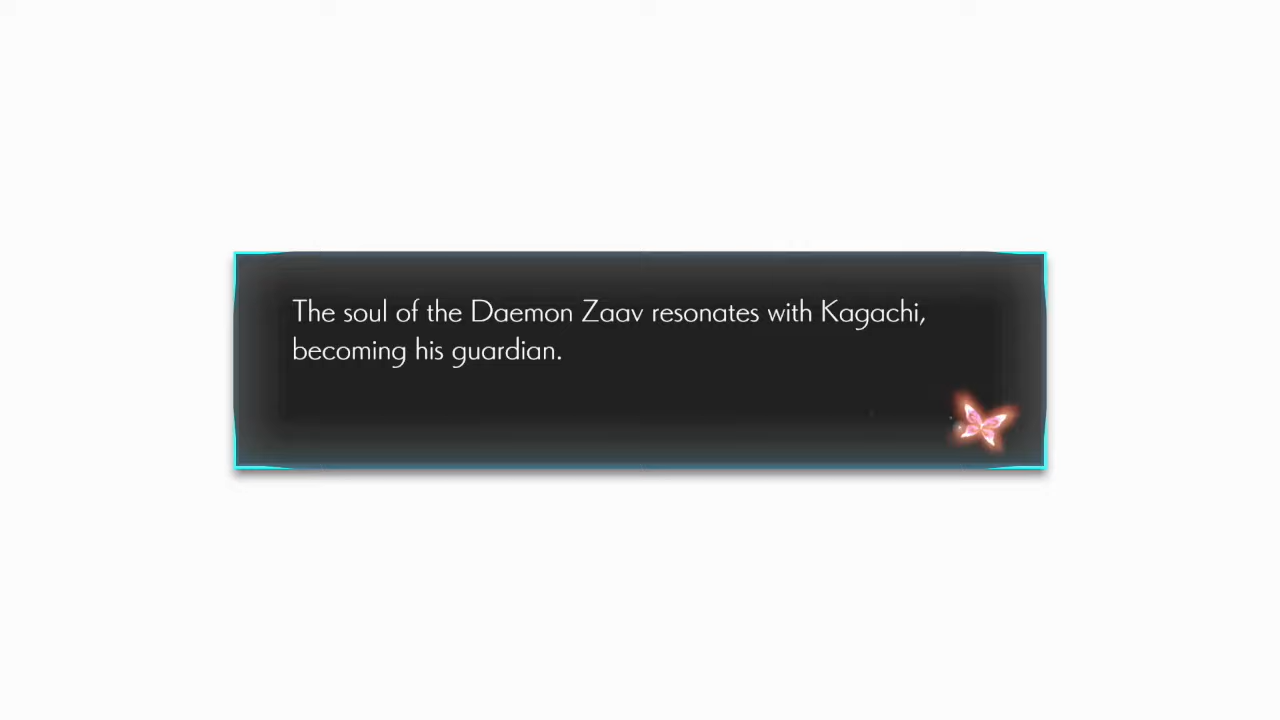 The soul of the Daemon Zaav resonates with Kagachi,
becoming his guardian.